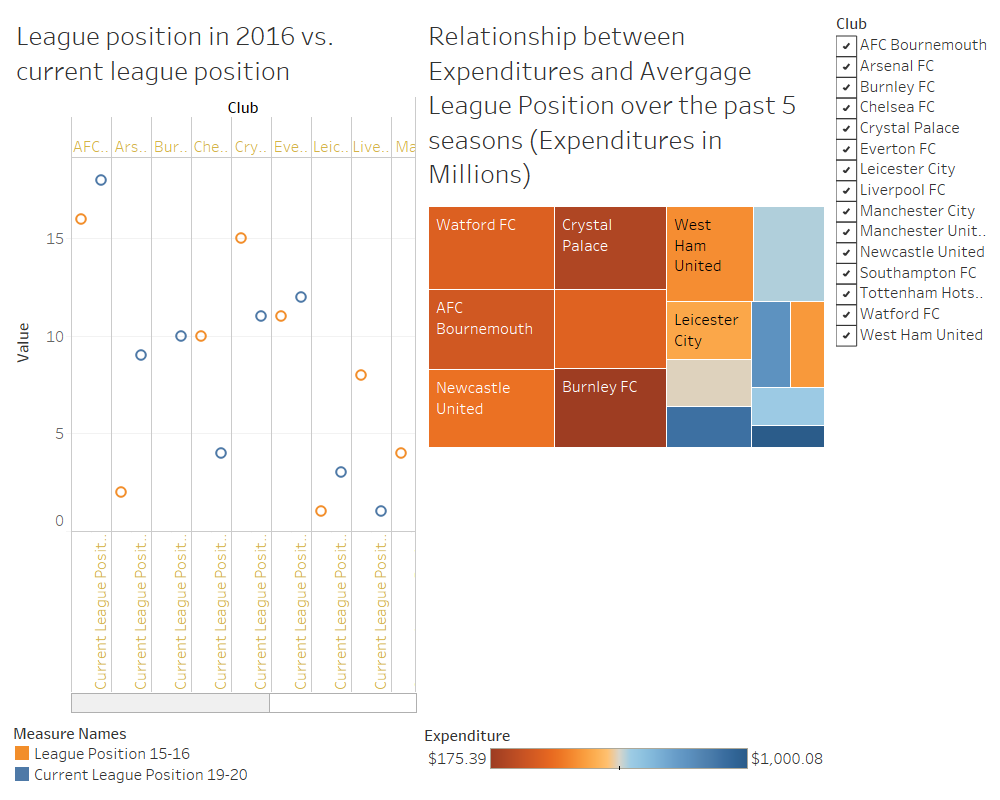 League position in 2016 vs.
current league position
Club
AFC.. Ars.. Bur.. Che.. Cry.. Eve.. Leic.. Live.. Ma
Value
15
10
5
0
Current League Posit..
Current League Posit..
Current League Posit..
Current League Posit..
Current League Posit..
Current League Posit..
Current League Posit..
Current League Posit..
Measure Names
League Position 15-16
Current League Position 19-20
Relationship between
Expenditures and Avergage
League Position over the past 5
seasons (Expenditures in
Millions)
Watford FC
AFC
Bournemouth
Newcastle
United
Crystal
Palace
Burnley FC
West
Ham
United
Leicester
City
Expenditure
$175.39
$1,000.08
Club
AFC Bournemouth
Arsenal FC
Burnley FC
Chelsea FC
Crystal Palace
Everton FC
Leicester City
Liverpool FC
Manchester City
Manchester Unit..
Newcastle United
Southampton FC
Tottenham Hots..
Watford FC
West Ham United